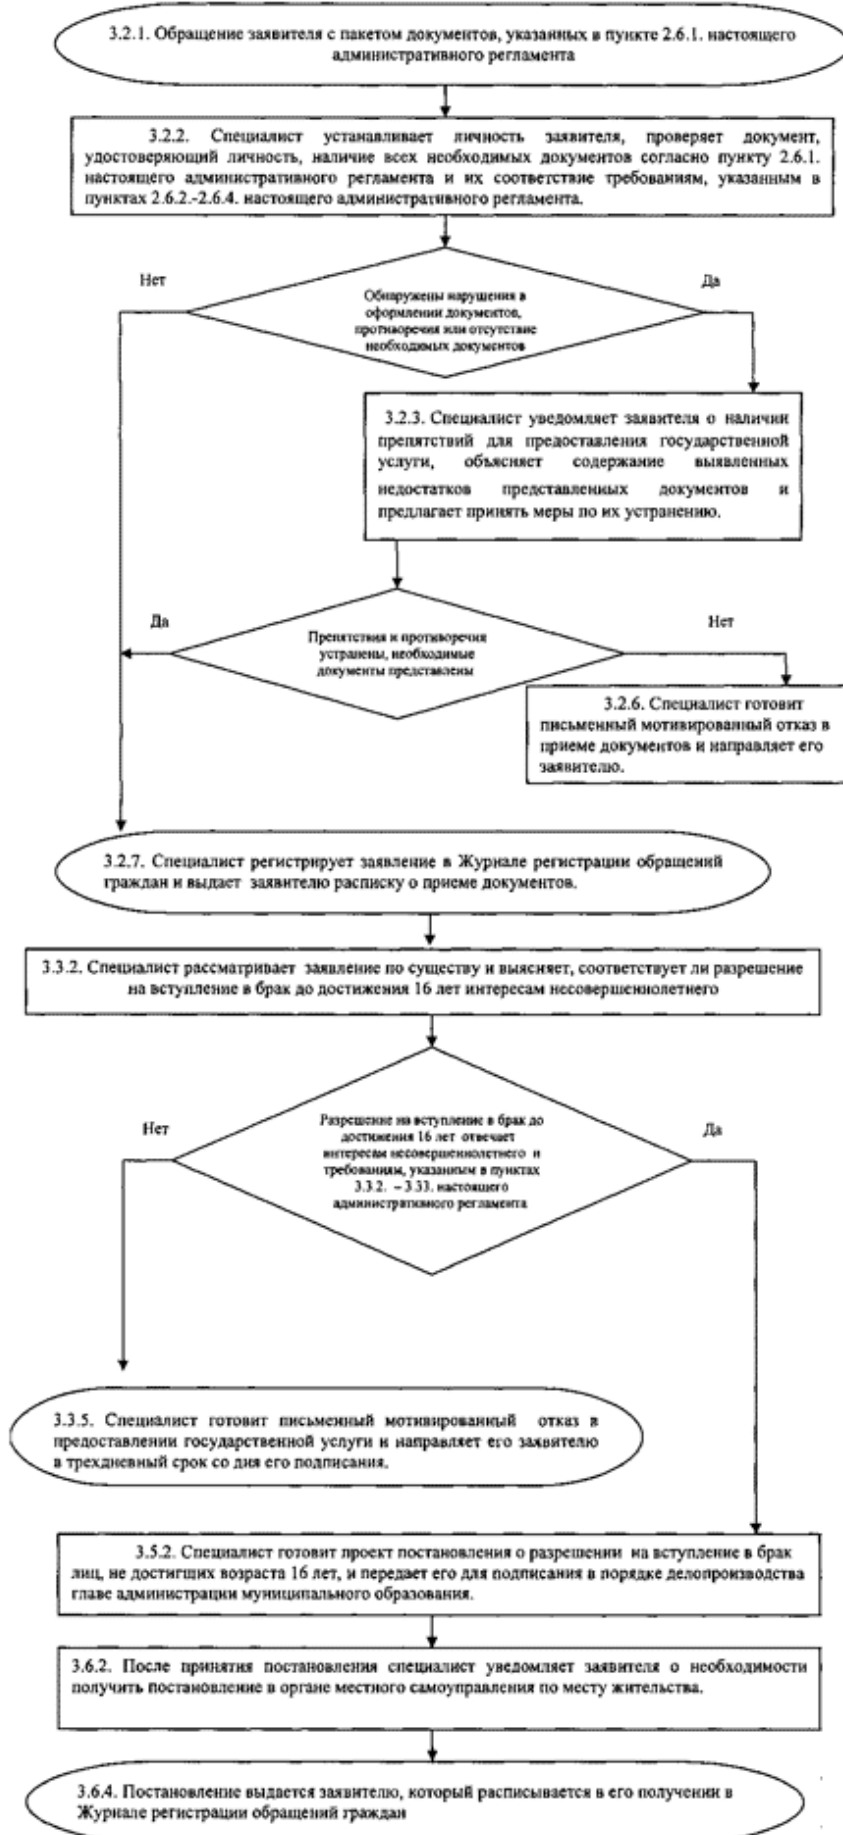 3.2.1. Обращение заявителя с пакетом документов, указанных в пункте 2.6.1. настоящего
административного регламента
3.2.2. Специалист устанавливает личность заявителя, проверяет документ,
удостоверяющий личность, наличие всех необходимых документов согласно пункту 2.6.1.
настоящего административного регламента и их соответствие требованиям, указанным в
пунктах 2.6.2.-2.6.4. настоящего административного регламента.
Нет
Да
Обнаружены нарушения в
оформлении документов,
противоречия или отсутствие
необходимых документов
3.2.3. Специалист уведомляет заявителя о наличии
препятствий для предоставления государственной
услуги, объясняет содержание выявленных
недостатков представленных документов и
предлагает принять меры по их устранению.
Да
Нет
Препятствия и противоречия
устранены, необходимые
документы представлены
3.2.6. Специалист готовит
письменный мотивированный отказ в
приеме документов и направляет его
заявителю.
3.2.7. Специалист регистрирует заявление в Журнале регистрации обращений
граждан и выдает заявителю расписку о приеме документов.
3.3.2. Специалист рассматривает заявление по существу и выясняет, соответствует ли разрешение
на вступление в брак до достижения 16 лет интересам несовершеннолетнего
Нет
Да
Разрешение на вступление в брак до
достижения 16 лет отвечает
интересам несовершеннолетнего и
требованиям, указанным в пунктах
3.3.2. – 3.33. настоящего
административного регламента
3.3.5. Специалист готовит письменный мотивированный отказ в
предоставлении государственной услуги и направляет его заявителю
в трехдневный срок со дня его подписания.
3.5.2. Специалист готовит проект постановления о разрешении на вступление в брак
лиц, не достигших возраста 16 лет, и передает его для подписания в порядке делопроизводства
главе администрации муниципального образования.
3.6.2. После принятия постановления специалист уведомляет заявителя о необходимости
получить постановление в органе местного самоуправления по месту жительства.
3.6.4. Постановление выдается заявителю, который расписывается в его получении в
Журнале регистрации обращений граждан